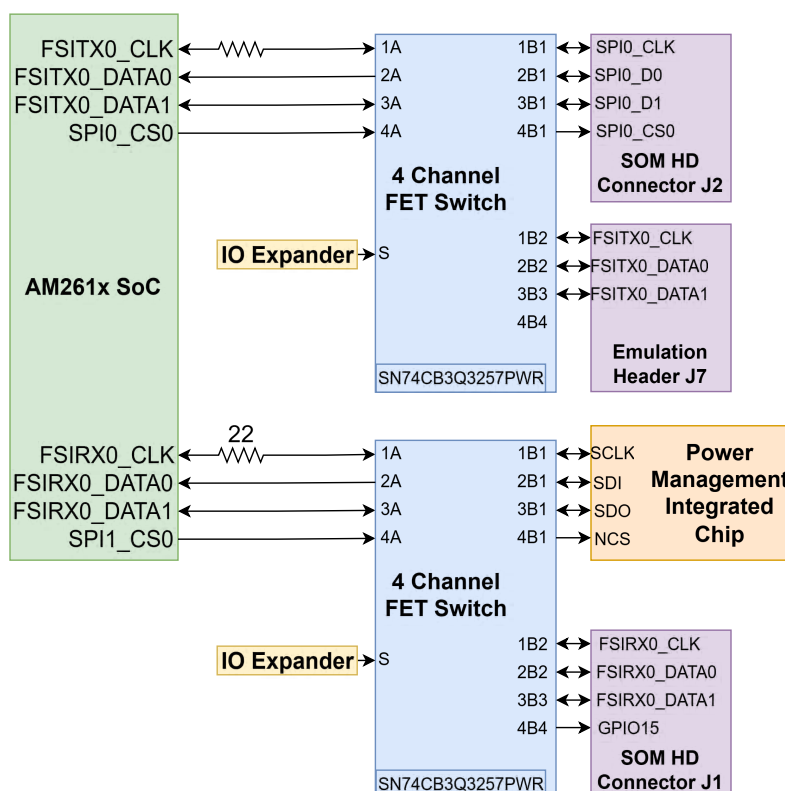 FSITX0_CLK
FSITX0_DATA0
FSITX0_DATA1
SPI0_CS0
AM261x SoC
1A
2A
3A
4A
1B1
2B1
3B1
4B1
SPI0_CLK
SPI0_D0
SPI0_D1
SPI0_CS0
SOM HD
Connector J2
4 Channel
FET Switch
IO Expander
S
1B2
2B2
3B3
4B4
FSITX0_CLK
FSITX0_DATA0
FSITX0_DATA1
Emulation
Header J7
SN74CB3Q3257PWR
22
FSIRX0_CLK
FSIRX0_DATA0
FSIRX0_DATA1
SPI1_CS0
1A
2A
3A
4A
1B1
2B1
3B1
4B1
SCLK
SDI
SDO
NCS
Power
Management
Integrated
Chip
4 Channel
FET Switch
IO Expander
S
1B2
2B2
3B3
4B4
FSIRX0_CLK
FSIRX0_DATA0
FSIRX0_DATA1
GPIO15
SOM HD
Connector J1
SN74CB3Q3257PWR